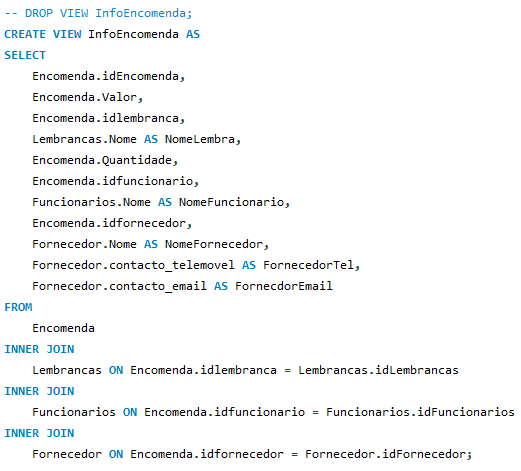 -- DROP VIEW InfoEncomenda;
CREATE VIEW InfoEncomenda AS
SELECT
    Encomenda.idEncomenda,
    Encomenda.Valor,
    Encomenda.idlembranca,
    Lembrancas.Nome AS NomeLembra,
    Encomenda.Quantidade,
    Encomenda.idfuncionario,
    Funcionarios.Nome AS NomeFuncionario,
    Encomenda.idfornecedor,
    Fornecedor.Nome AS NomeFornecedor,
    Fornecedor.contacto_telemovel AS FornecedorTel,
    Fornecedor.contacto_email AS FornecdorEmail
FROM
    Encomenda
INNER JOIN
    Lembrancas ON Encomenda.idlembranca = Lembrancas.idLembrancas
INNER JOIN
    Funcionarios ON Encomenda.idfuncionario = Funcionarios.idFuncionarios
INNER JOIN
    Fornecedor ON Encomenda.idfornecedor = Fornecedor.idFornecedor;